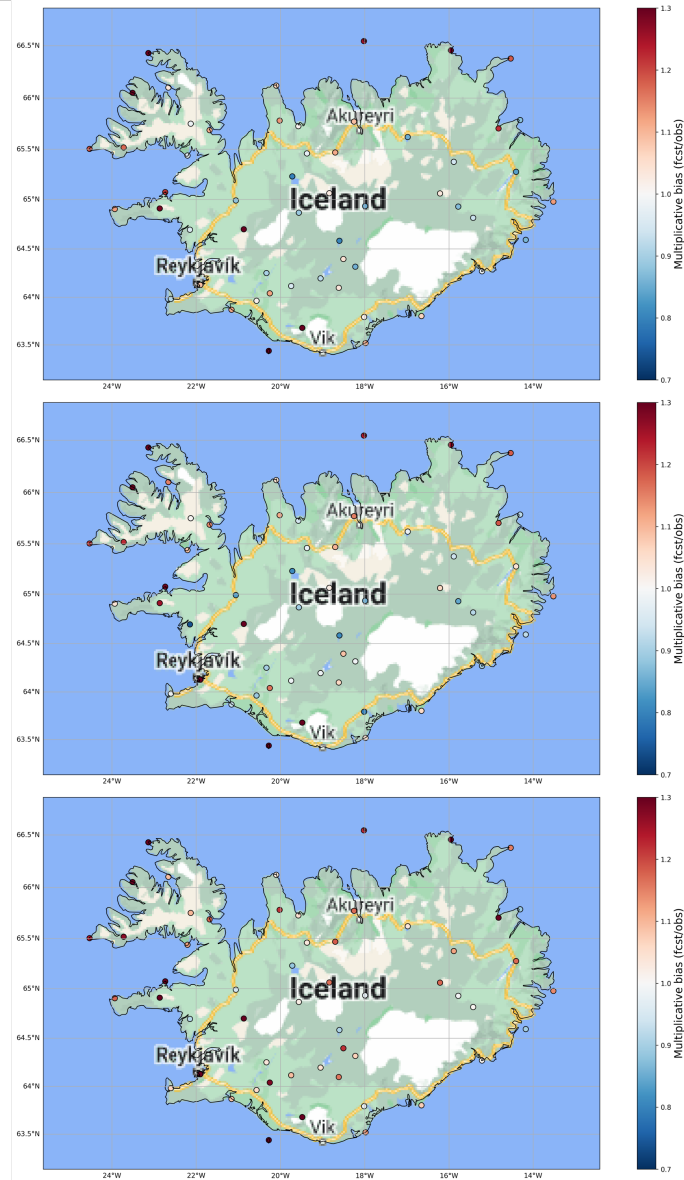 66.5°N
66°N
65.5°N
65°N
64.5°N
64°N
63.5°N
Akureyri
Iceland
Reykjavík
Vik
24°W 22°W 20°W 18°W 16°W 14°W
1.3
1.2
1.1
1.0
0.9
0.8
0.7
Multiplicative bias (fcst/obs)
66.5°N
66°N
65.5°N
65°N
64.5°N
64°N
63.5°N
Akureyri
Iceland
Reykjavík
Vik
24°W 22°W 20°W 18°W 16°W 14°W
1.3
1.2
1.1
1.0
0.9
0.8
0.7
Multiplicative bias (fcst/obs)
66.5°N
66°N
65.5°N
65°N
64.5°N
64°N
63.5°N
Akureyri
Iceland
Reykjavík
Vik
24°W 22°W 20°W 18°W 16°W 14°W
1.3
1.2
1.1
1.0
0.9
0.8
0.7
Multiplicative bias (fcst/obs)